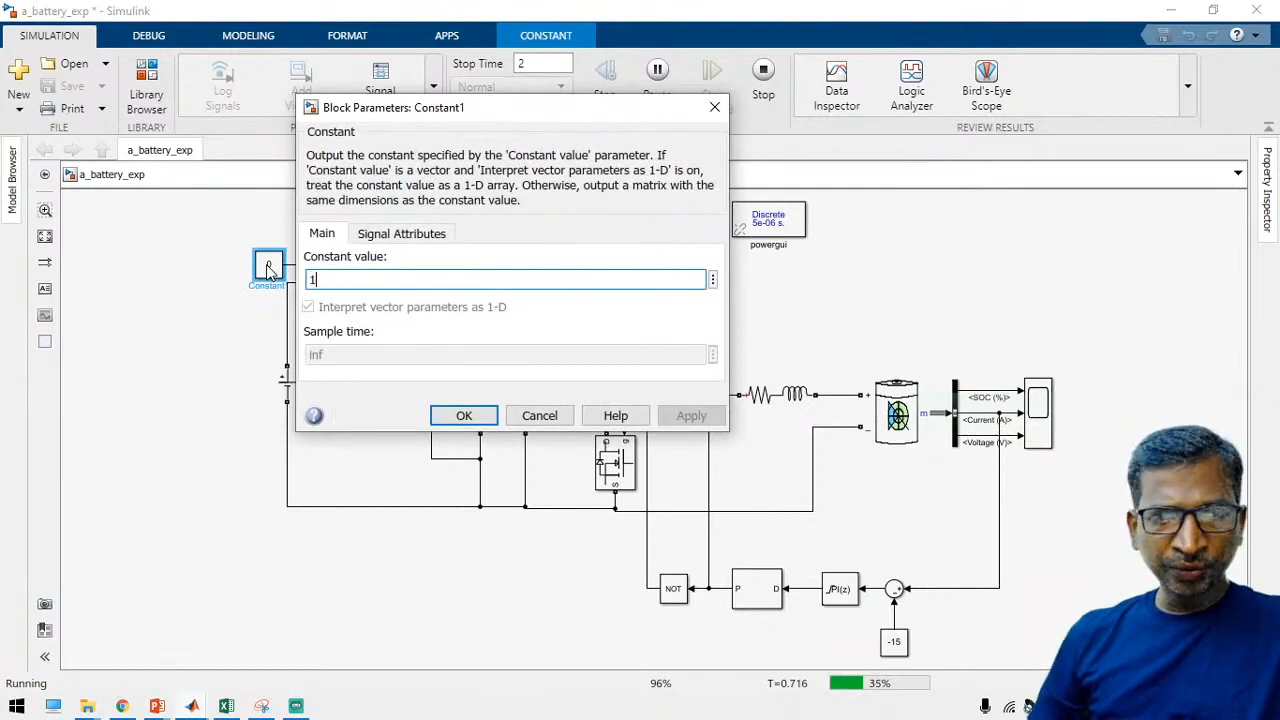 a_battery_exp * - Simulink
SIMULATION
DEBUG
MODELING
FORMAT
APPS
CONSTANT
New
Open
Save
Print
FILE
Library
Browser
LIBRARY
Log
Signals
Signal
Stop Time
2
Normal
Pause
Stop
Data
Inspector
Logic
Analyzer
Bird's-Eye
Scope
REVIEW RESULTS
Model Browser
a_battery_exp
a_battery_exp
Property Inspector
Block Parameters: Constant1
Constant
Output the constant specified by the 'Constant value' parameter. If
'Constant value' is a vector and 'Interpret vector parameters as 1-D' is on,
treat the constant value as a 1-D array. Otherwise, output a matrix with the
same dimensions as the constant value.
Main
Signal Attributes
Constant value:
1
Interpret vector parameters as 1-D
Sample time:
inf
OK
Cancel
Help
Apply
Constant
Discrete
5e-06 s.
powergui
+
_
m
<SOC (%)>
<Current (A)>
<Voltage (V)>
G
S
NOT
P
D
PI(z)
-15
Running
96%
T=0.716
35%